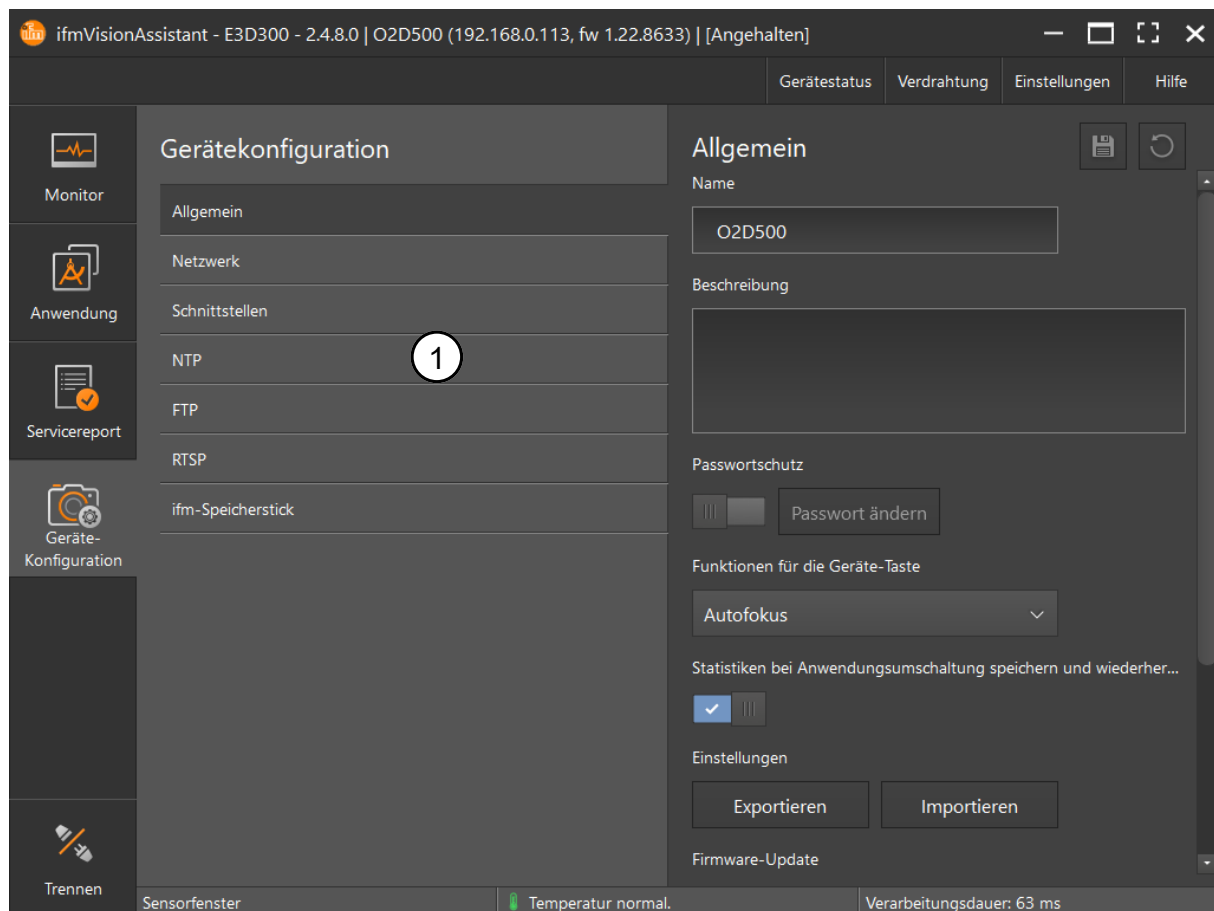 ifm ifmVisionAssistant - E3D300 - 2.4.8.0 | O2D500 (192.168.0.113, fw 1.22.8633) | [Angehalten]
Gerätestatus Verdrahtung Einstellungen Hilfe
Monitor
Anwendung
Servicereport
Geräte-
Konfiguration
Trennen
Gerätekonfiguration
Allgemein
Netzwerk
Schnittstellen
NTP
1
FTP
RTSP
ifm-Speicherstick
Allgemein
Name
O2D500
Beschreibung
Passwortschutz
Passwort ändern
Funktionen für die Geräte-Taste
Autofokus
Statistiken bei Anwendungsumschaltung speichern und wiederher...
Einstellungen
Exportieren Importieren
Firmware-Update
Sensorfenster Temperatur normal. Verarbeitungsdauer: 63 ms